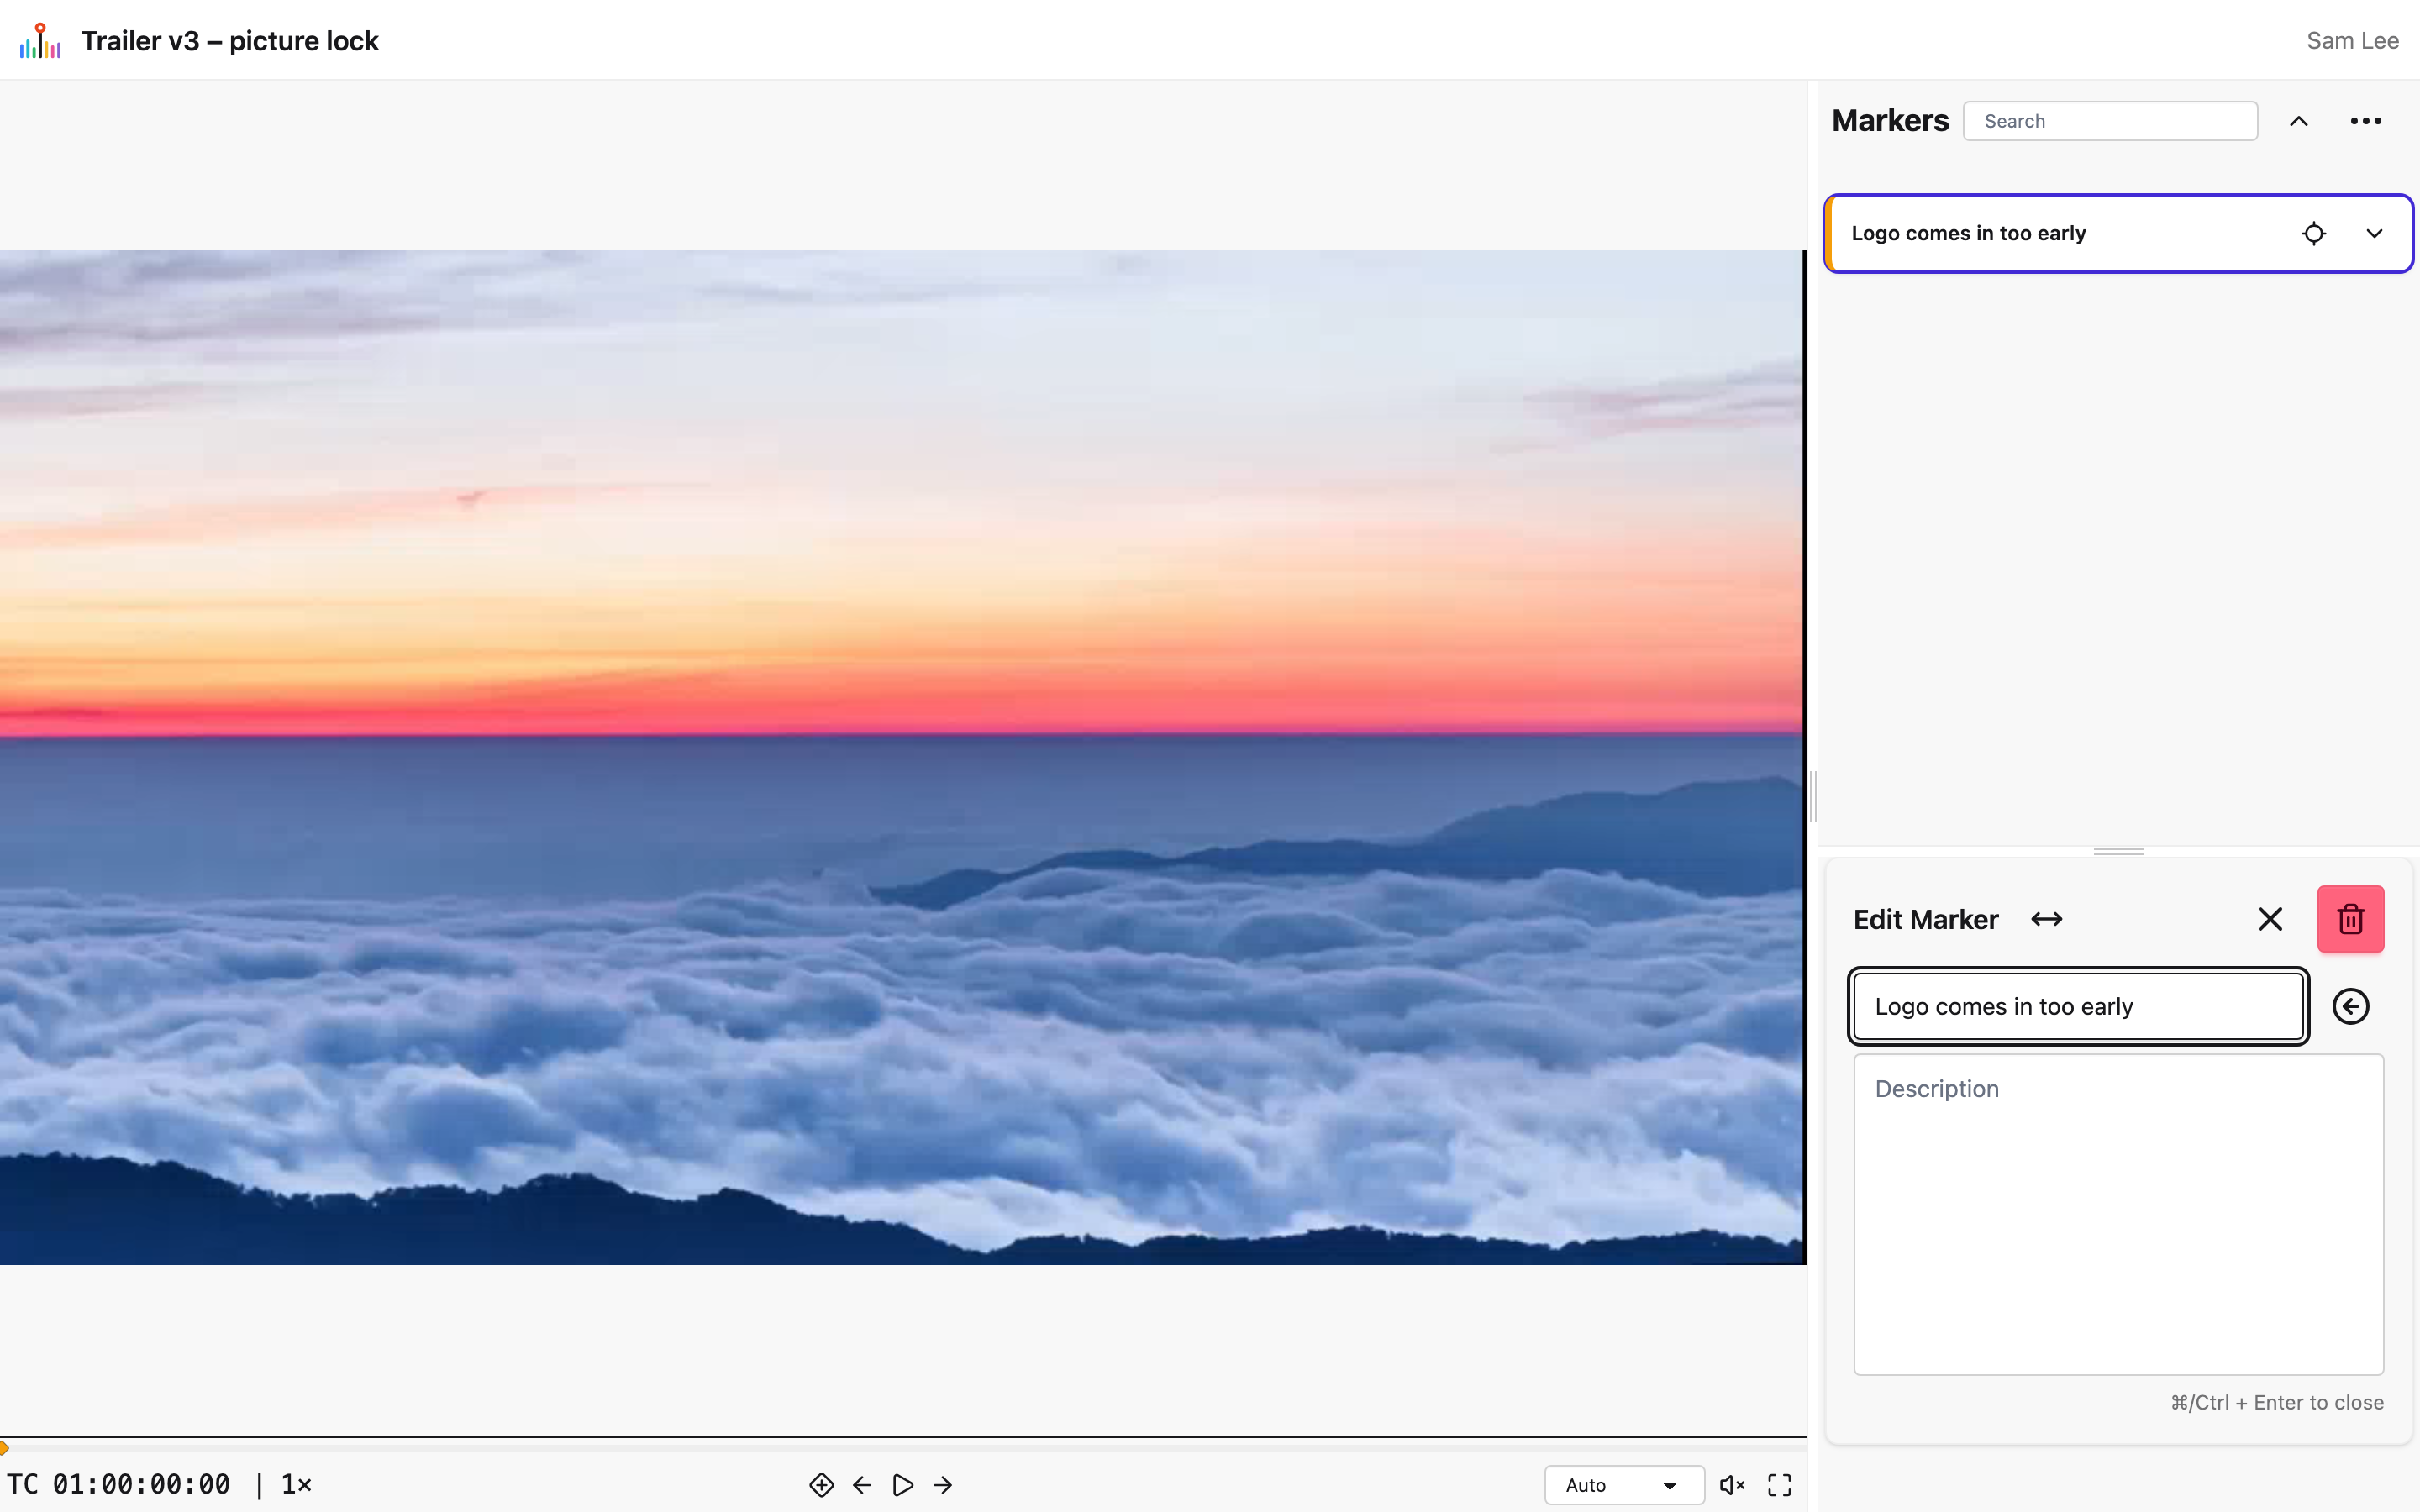 Trailer v3 – picture lock
Sam Lee
Markers
Search
Logo comes in too early
Edit Marker
Logo comes in too early
Description
⌘/Ctrl + Enter to close
TC 01:00:00:00 | 1×
Auto